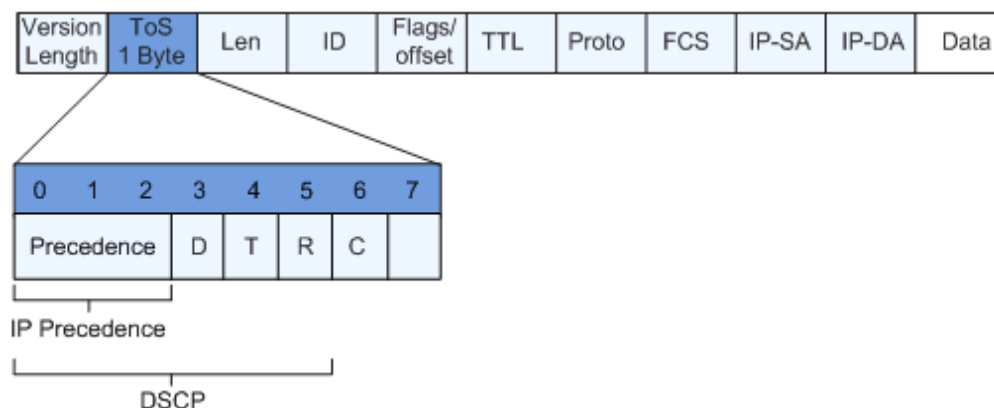 Version Length ToS 1 Byte Len ID Flags/ offset TTL Proto FCS IP-SA IP-DA Data
0 1 2 3 4 5 6 7
Precedence D T R C
IP Precedence
DSCP